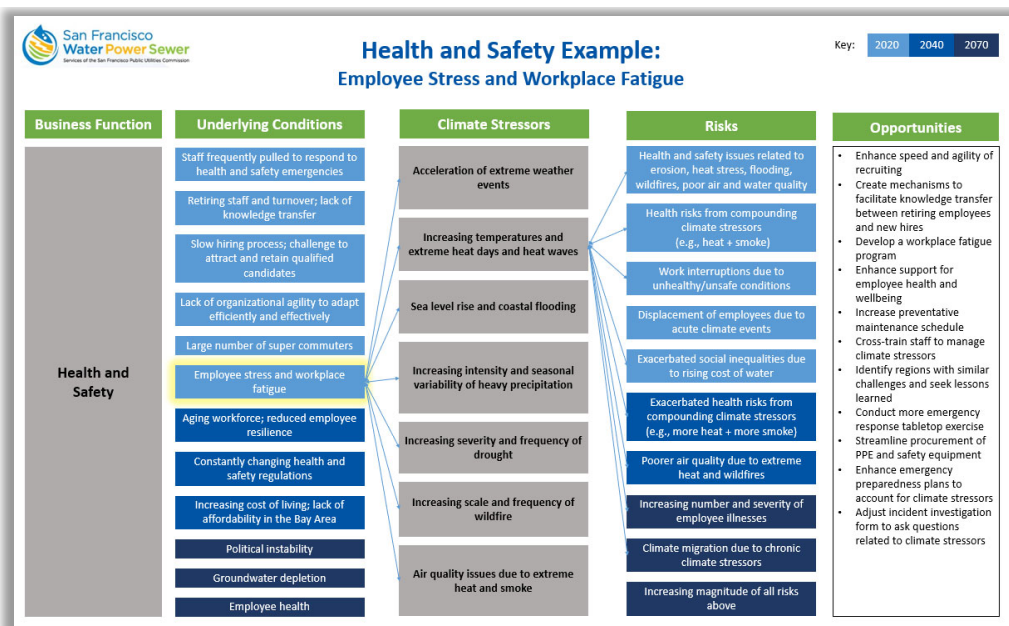 San Francisco
Water Power Sewer
Services of the San Francisco Public Utilities Commission
Health and Safety Example:
Employee Stress and Workplace Fatigue
Key: 2020 2040 2070
Business Function
Health and
Safety
Underlying Conditions
Staff frequently pulled to respond to
health and safety emergencies
Retiring staff and turnover; lack of
knowledge transfer
Slow hiring process; challenge to
attract and retain qualified
candidates
Lack of organizational agility to adapt
efficiently and effectively
Large number of super commuters
Employee stress and workplace
fatigue
Aging workforce; reduced employee
resilience
Constantly changing health and
safety regulations
Increasing cost of living; lack of
affordability in the Bay Area
Political instability
Groundwater depletion
Employee health
Climate Stressors
Acceleration of extreme weather
events
Increasing temperatures and
extreme heat days and heat waves
Sea level rise and coastal flooding
Increasing intensity and seasonal
variability of heavy precipitation
Increasing severity and frequency of
drought
Increasing scale and frequency of
wildfire
Air quality issues due to extreme
heat and smoke
Risks
Health and safety issues related to
erosion, heat stress, flooding,
wildfires, poor air and water quality
Health risks from compounding
climate stressors
(e.g., heat + smoke)
Work interruptions due to
unhealthy/unsafe conditions
Displacement of employees due to
acute climate events
Exacerbated social inequalities due
to rising cost of water
Exacerbated health risks from
compounding climate stressors
(e.g., more heat + more smoke)
Poorer air quality due to extreme
heat and wildfires
Increasing number and severity of
employee illnesses
Climate migration due to chronic
climate stressors
Increasing magnitude of all risks
above
Opportunities
• Enhance speed and agility of
recruiting
• Create mechanisms to
facilitate knowledge transfer
between retiring employees
and new hires
• Develop a workplace fatigue
program
• Enhance support for
employee health and
wellbeing
• Increase preventative
maintenance schedule
• Cross-train staff to manage
climate stressors
• Identify regions with similar
challenges and seek lessons
learned
• Conduct more emergency
response tabletop exercise
• Streamline procurement of
PPE and safety equipment
• Enhance emergency
preparedness plans to
account for climate stressors
• Adjust incident investigation
form to ask questions
related to climate stressors